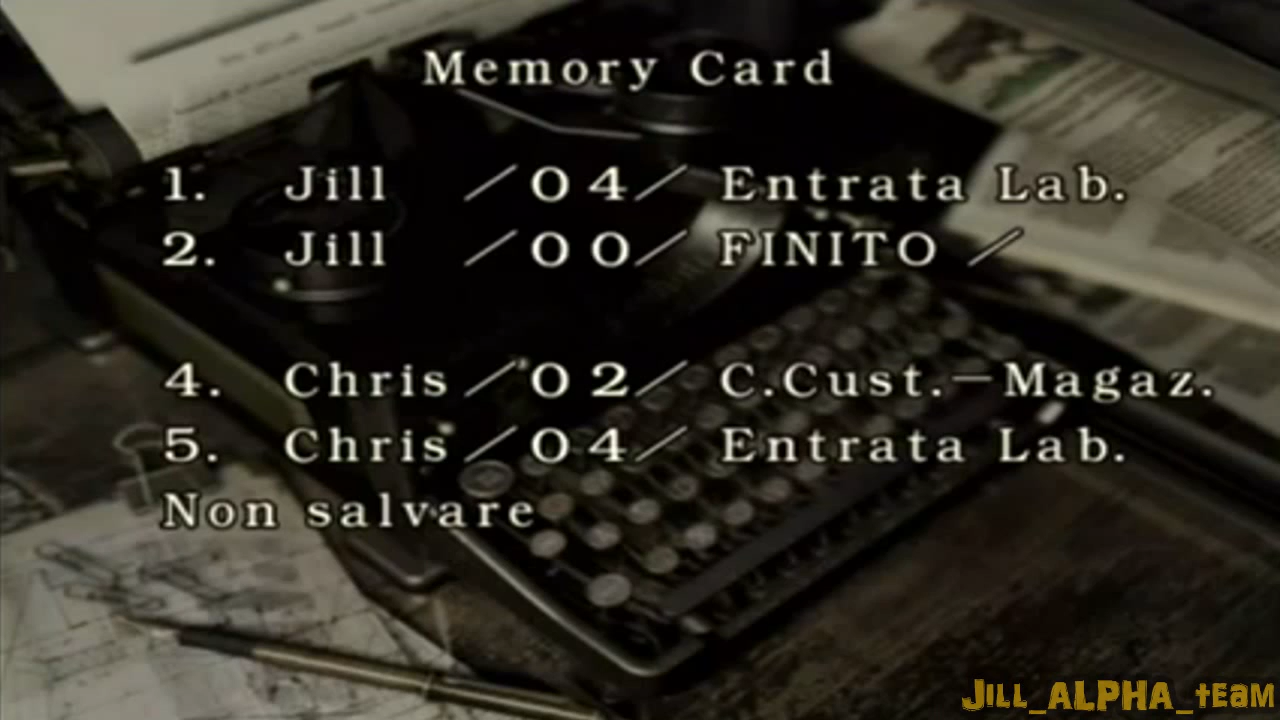 Memory Card
1. Jill ／04／ Entrata Lab.
2. Jill ／00／ FINITO ／
4. Chris ／02／ C.Cust.－Magaz.
5. Chris ／04／ Entrata Lab.
Non salvare
JILL_ALPHA_tEAM